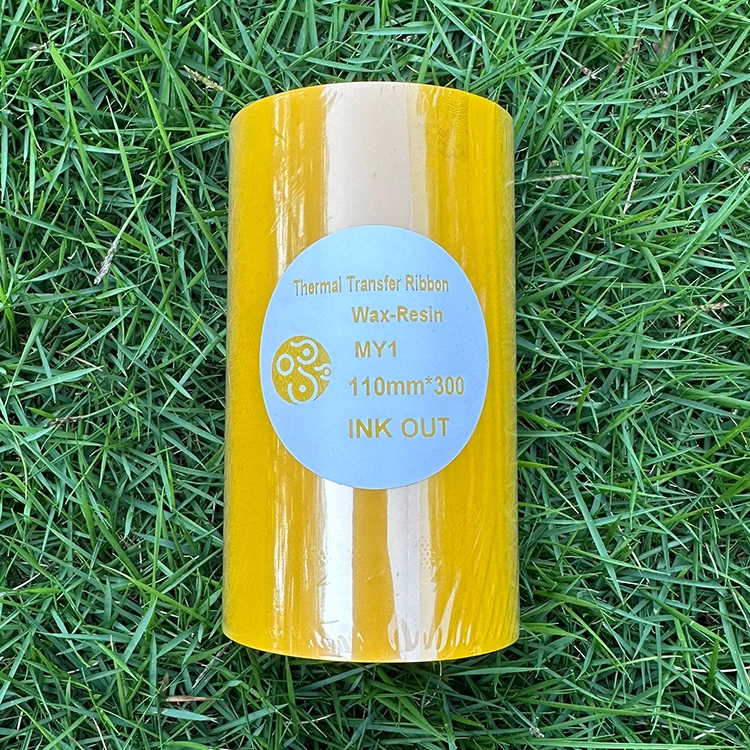 Thermal Transfer Ribbon
Wax-Resin
MY1
110mm*300
INK OUT